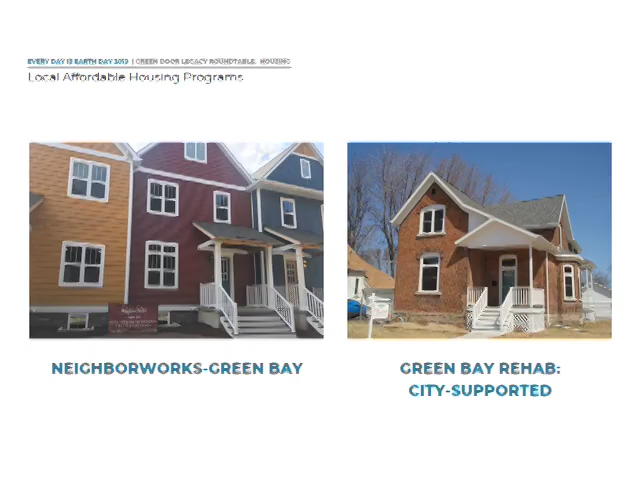 EVERY DAY IS EARTH DAY 2019 | GREEN DOOR LEGACY ROUNDTABLE: HOUSING
Local Affordable Housing Programs
NEIGHBORWORKS-GREEN BAY
GREEN BAY REHAB:
CITY-SUPPORTED